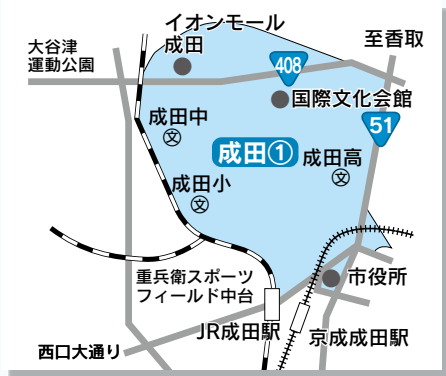 イオンモール
成田
大谷津
運動公園
至香取
408
国際文化会館
51
成田中
文
成田①
成田高
文
成田小
文
重兵衛スポーツ
フィールド中台
市役所
JR成田駅
京成成田駅
西口大通り